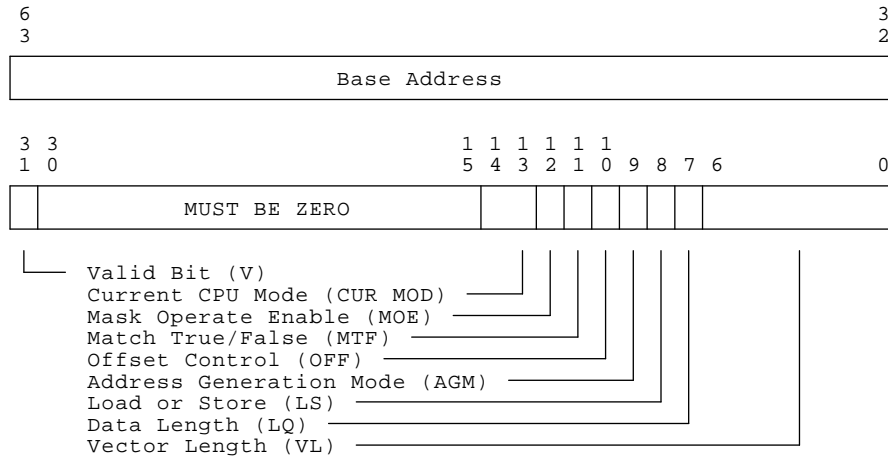 6 3
3 2
Base Address
3 3 1 1 1 1 1 1
1 0 5 4 3 2 1 0 9 8 7 6 0
MUST BE ZERO
Valid Bit (V)
Current CPU Mode (CUR MOD)
Mask Operate Enable (MOE)
Match True/False (MTF)
Offset Control (OFF)
Address Generation Mode (AGM)
Load or Store (LS)
Data Length (LQ)
Vector Length (VL)